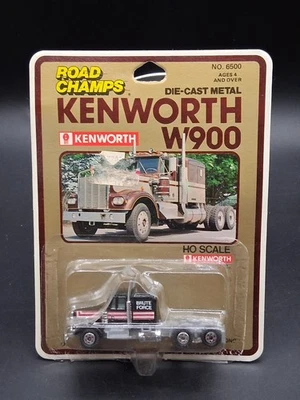 ROAD
CHAMPS
NO. 6500
AGES 4
AND OVER
DIE-CAST METAL
KENWORTH
W900
KENWORTH
HO SCALE
KENWORTH
BRUTE
FORCE